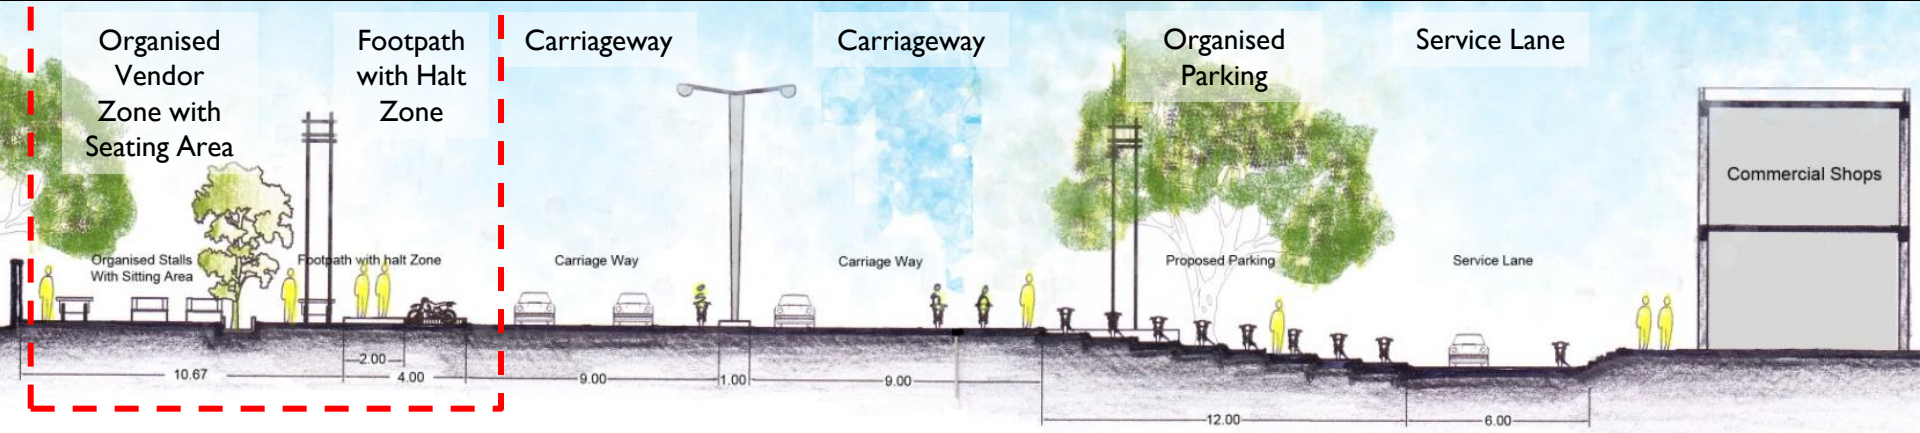 Organised
Vendor
Zone with
Seating Area
Footpath
with Halt
Zone
Carriageway
Carriageway
Organised
Parking
Service Lane
Commercial Shops
Organised Stalls
With Sitting Area
Footpath with halt Zone
Carriage Way
Carriage Way
Proposed Parking
Service Lane
2.00
10.67
4.00
9.00
1.00
9.00
12.00
6.00